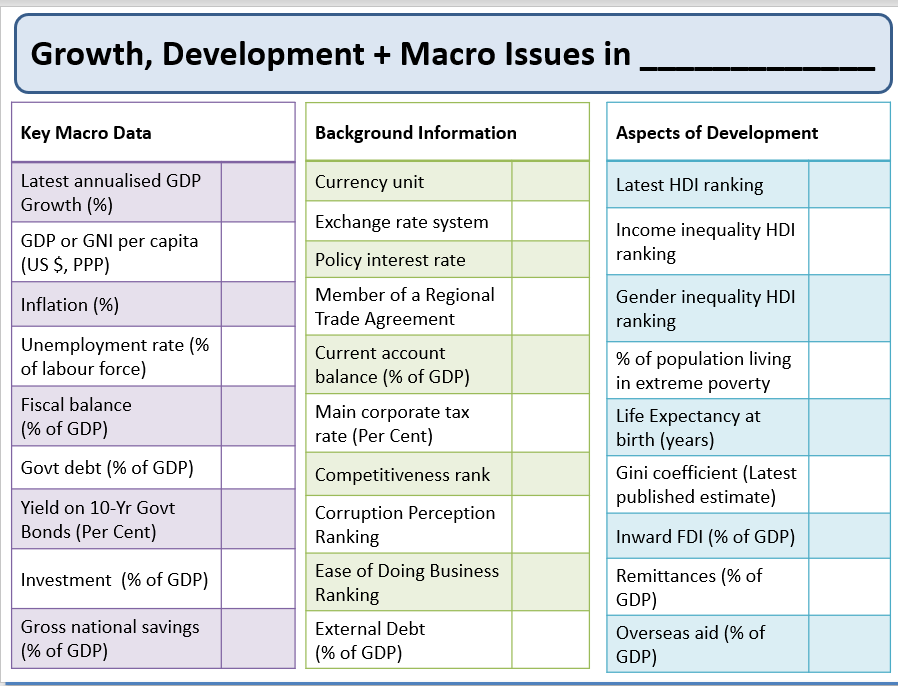 Growth, Development + Macro Issues in _____________
Key Macro Data
Latest annualised GDP
Growth (%)
GDP or GNI per capita
(US $, PPP)
Inflation (%)
Unemployment rate (%
of labour force)
Fiscal balance
(% of GDP)
Govt debt (% of GDP)
Yield on 10-Yr Govt
Bonds (Per Cent)
Investment (% of GDP)
Gross national savings
(% of GDP)
Background Information
Currency unit
Exchange rate system
Policy interest rate
Member of a Regional
Trade Agreement
Current account
balance (% of GDP)
Main corporate tax
rate (Per Cent)
Competitiveness rank
Corruption Perception
Ranking
Ease of Doing Business
Ranking
External Debt
(% of GDP)
Aspects of Development
Latest HDI ranking
Income inequality HDI
ranking
Gender inequality HDI
ranking
% of population living
in extreme poverty
Life Expectancy at
birth (years)
Gini coefficient (Latest
published estimate)
Inward FDI (% of GDP)
Remittances (% of
GDP)
Overseas aid (% of
GDP)